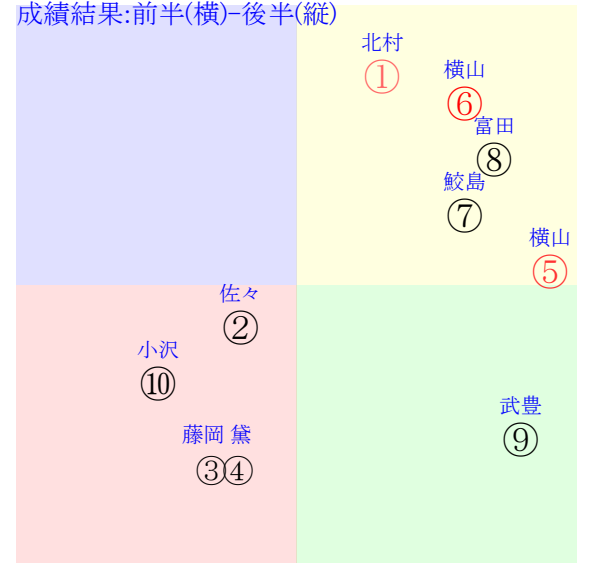 成績結果:前半(横)-後半(縦)
北村
①
横山
⑥
富田
⑧
鮫島
⑦
横山
⑤
佐々
②
小沢
⑩
武豊
⑨
藤岡 黛
③④